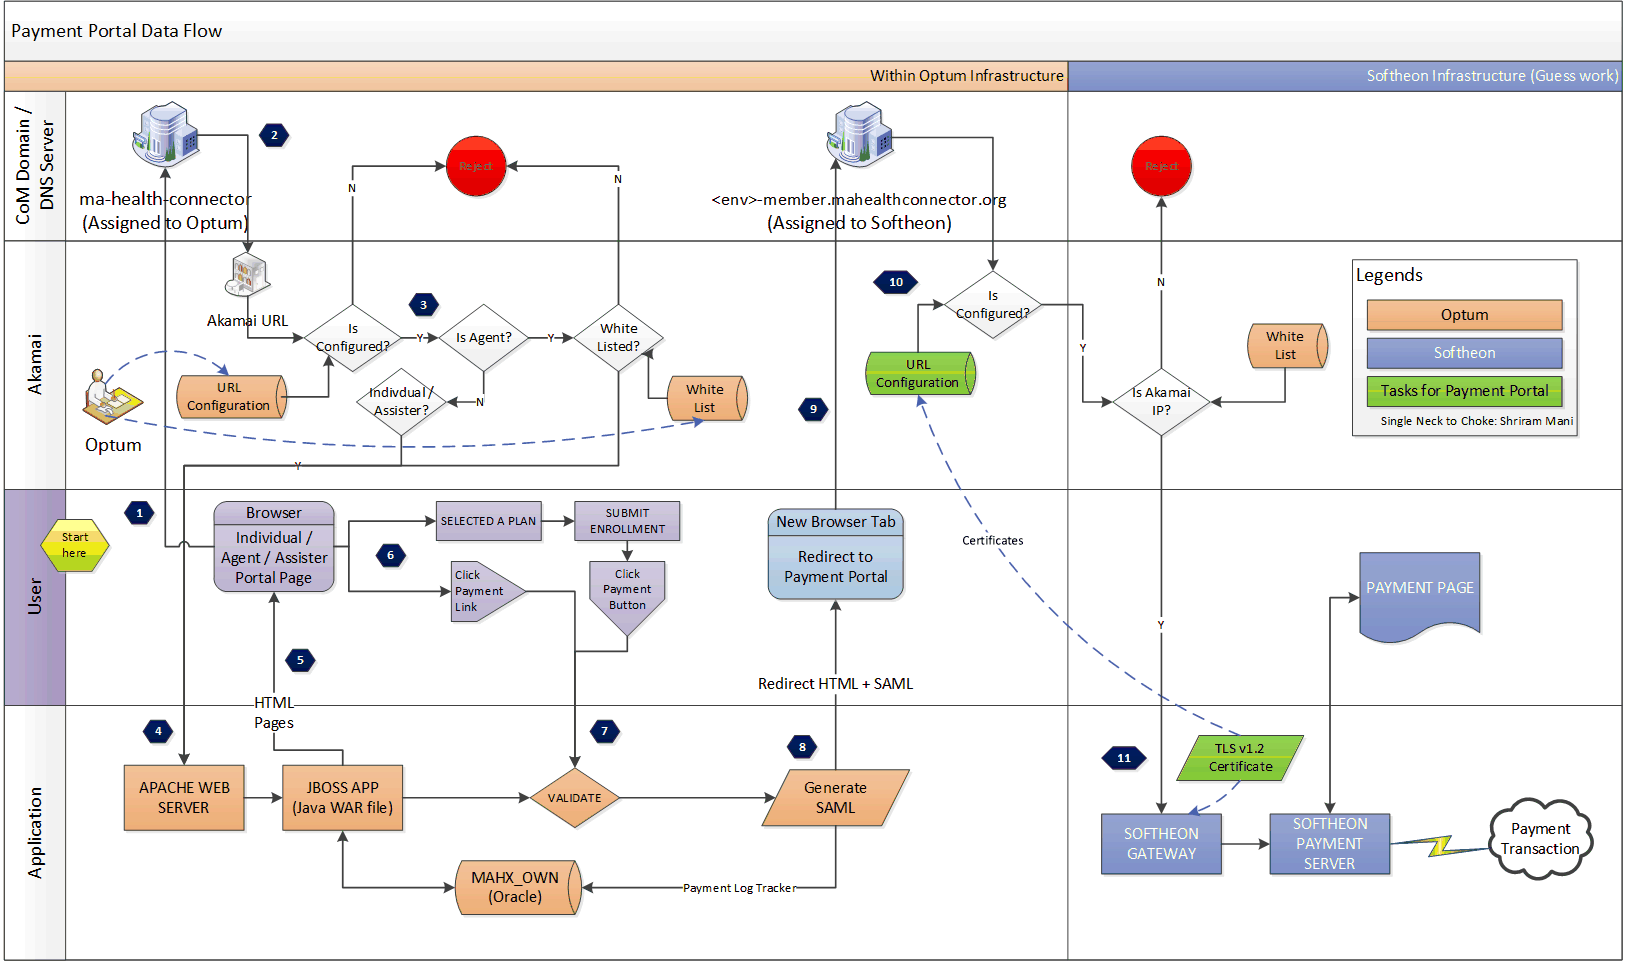 Payment Portal Data Flow
Within Optum Infrastructure
Softheon Infrastructure (Guess work)
CoM Domain /
DNS Server
2
Reject
Reject
ma-health-connector
(Assigned to Optum)
N
N
<env>-member.mahealthconnector.org
(Assigned to Softheon)
Akamai
Akamai URL
3
Is
Configured?
Y
Is Agent?
Y
White
Listed?
N
Indivdual /
Assister?
URL
Configuration
White
List
Optum
Y
10
Is
Configured?
URL
Configuration
9
Y
N
Is Akamai
IP?
White
List
Legends
Optum
Softheon
Tasks for Payment Portal
Single Neck to Choke: Shriram Mani
User
Start
here
1
Browser
Individual /
Agent / Assister
Portal Page
6
SELECTED A PLAN
SUBMIT
ENROLLMENT
Click
Payment
Link
Click
Payment
Button
New Browser Tab
Redirect to
Payment Portal
Certificates
Y
PAYMENT PAGE
5
HTML
Pages
Redirect HTML + SAML
Application
4
7
8
11
APACHE WEB
SERVER
JBOSS APP
(Java WAR file)
VALIDATE
Generate
SAML
TLS v1.2
Certificate
MAHX_OWN
(Oracle)
Payment Log Tracker
SOFTHEON
GATEWAY
SOFTHEON
PAYMENT
SERVER
Payment
Transaction